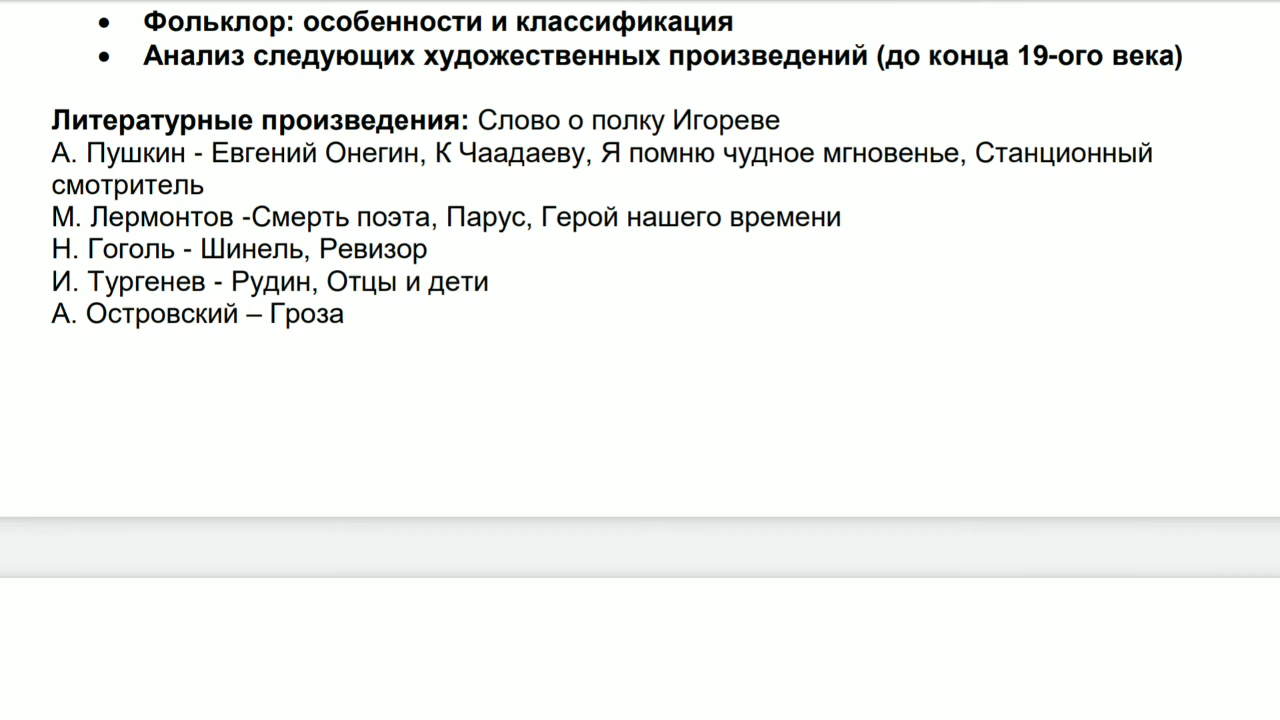 • Фольклор: особенности и классификация
• Анализ следующих художественных произведений (до конца 19-ого века)
Литературные произведения: Слово о полку Игореве
А. Пушкин - Евгений Онегин, К Чаадаеву, Я помню чудное мгновенье, Станционный
смотритель
М. Лермонтов -Смерть поэта, Парус, Герой нашего времени
Н. Гоголь - Шинель, Ревизор
И. Тургенев - Рудин, Отцы и дети
А. Островский – Гроза